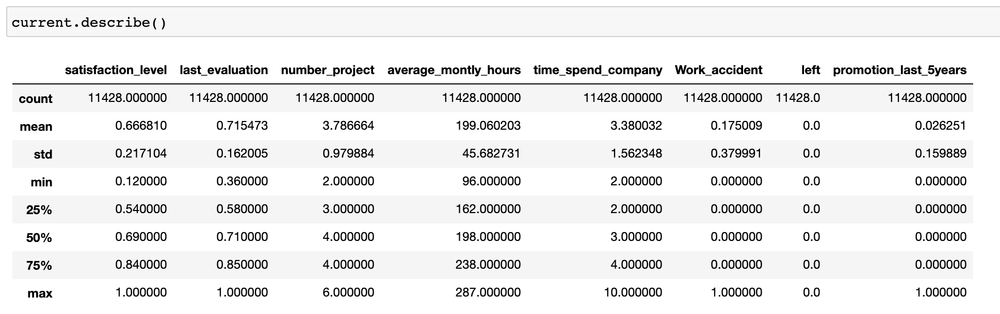 current.describe()
satisfaction_level last_evaluation number_project average_montly_hours time_spend_company Work_accident left promotion_last_5years
count 11428.000000 11428.000000 11428.000000 11428.000000 11428.000000 11428.000000 11428.0 11428.000000
mean 0.666810 0.715473 3.786664 199.060203 3.380032 0.175009 0.0 0.026251
std 0.217104 0.162005 0.979884 45.682731 1.562348 0.379991 0.0 0.159889
min 0.120000 0.360000 2.000000 96.000000 2.000000 0.000000 0.0 0.000000
25% 0.540000 0.580000 3.000000 162.000000 2.000000 0.000000 0.0 0.000000
50% 0.690000 0.710000 4.000000 198.000000 3.000000 0.000000 0.0 0.000000
75% 0.840000 0.850000 4.000000 238.000000 4.000000 0.000000 0.0 0.000000
max 1.000000 1.000000 6.000000 287.000000 10.000000 1.000000 0.0 1.000000